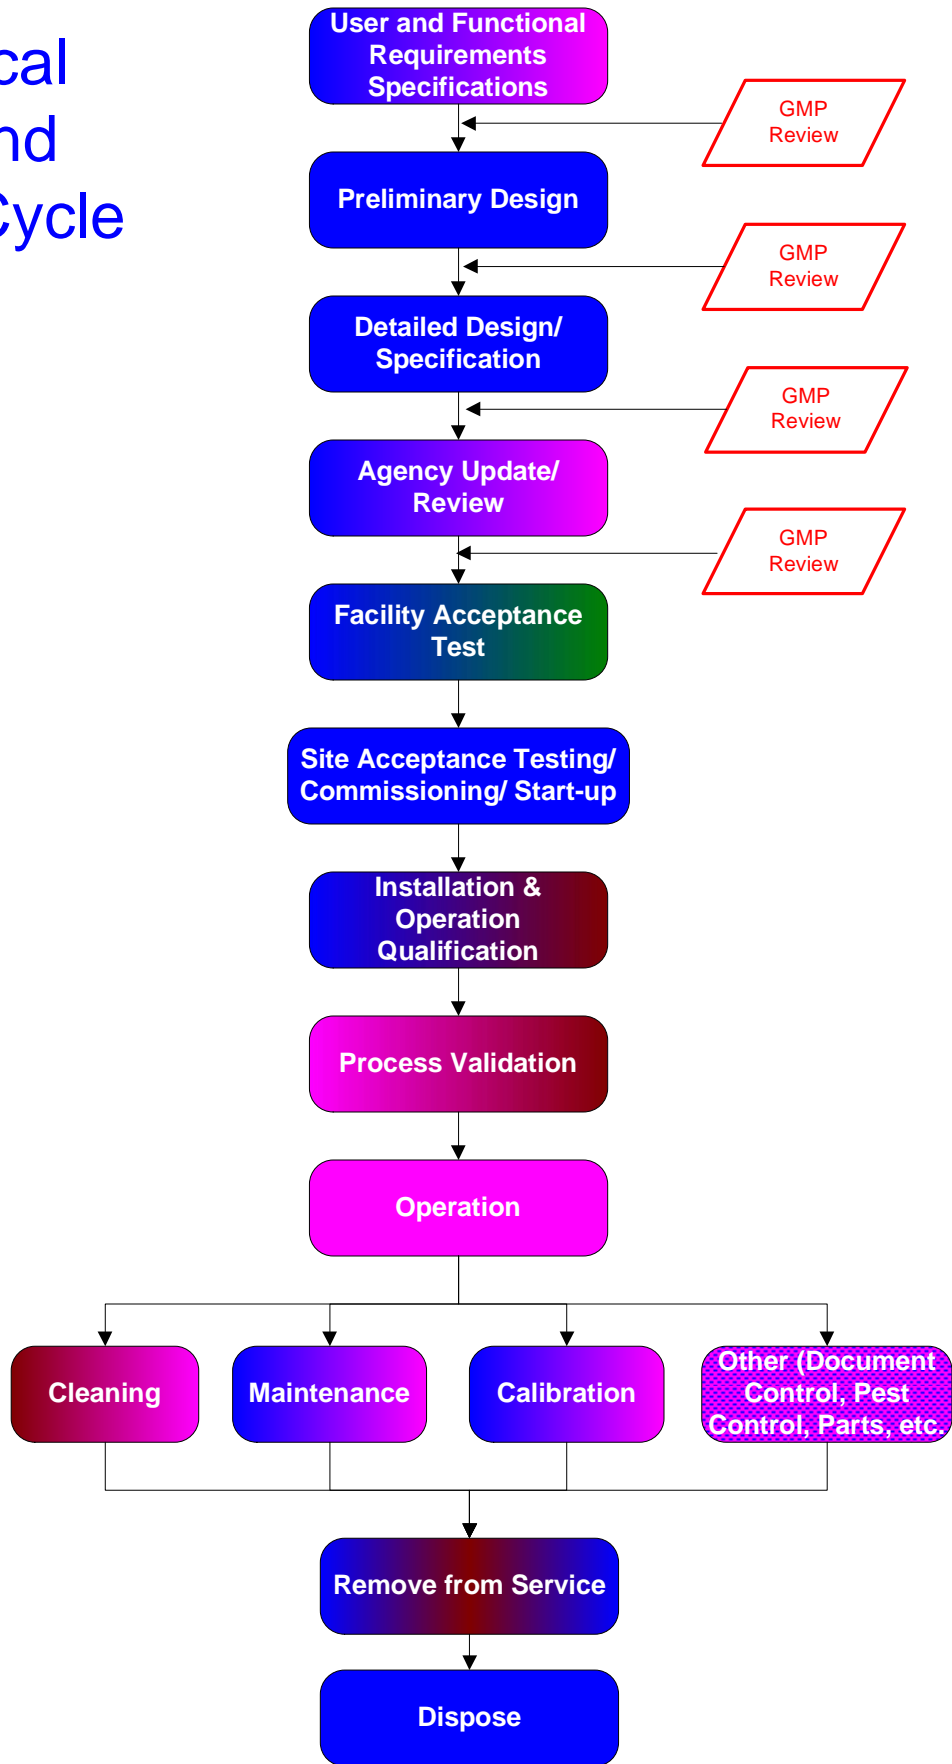 cal
nd
Cycle
User and Functional
Requirements
Specifications
GMP
Review
Preliminary Design
GMP
Review
Detailed Design/
Specification
GMP
Review
Agency Update/
Review
GMP
Review
Facility Acceptance
Test
Site Acceptance Testing/
Commissioning/ Start-up
Installation &
Operation
Qualification
Process Validation
Operation
Cleaning
Maintenance
Calibration
Other (Document
Control, Pest
Control, Parts, etc.
Remove from Service
Dispose